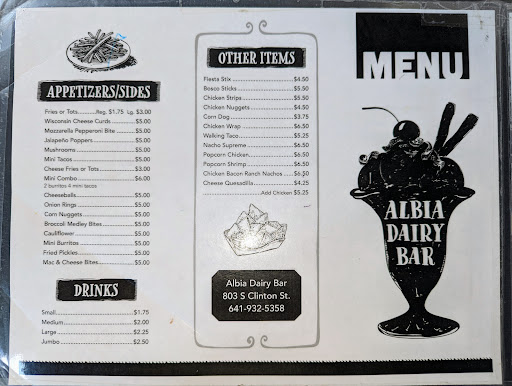 APPETIZERS/SIDES
Fries or Tots..........Reg. $1.75 Lg. $3.00
Wisconsin Cheese Curds..........$5.00
Mozzarella Pepperoni Bite..........$5.00
Jalapeño Poppers..........$5.00
Mushrooms..........$5.00
Mini Tacos..........$5.00
Cheese Fries or Tots..........$3.00
Mini Combo..........$6.00
2 burritos 4 mini tacos
Cheeseballs..........$5.00
Onion Rings..........$5.00
Corn Nuggets..........$5.00
Broccoli Medley Bites..........$5.00
Cauliflower..........$5.00
Mini Burritos..........$5.00
Fried Pickles..........$5.00
Mac & Cheese Bites..........$5.00
DRINKS
Small..........$1.75
Medium..........$2.00
Large..........$2.25
Jumbo..........$2.50
OTHER ITEMS
Fiesta Stix..........$4.50
Bosco Sticks..........$5.50
Chicken Strips..........$5.50
Chicken Nuggets..........$4.50
Corn Dog..........$3.75
Chicken Wrap..........$6.50
Walking Taco..........$5.25
Nacho Supreme..........$6.50
Popcorn Chicken..........$6.50
Popcorn Shrimp..........$6.50
Chicken Bacon Ranch Nachos..........$6.50
Cheese Quesadilla..........$4.25
Add Chicken $5.25
Albia Dairy Bar
803 S Clinton St.
641-932-5358
MENU
ALBIA
DAIRY
BAR